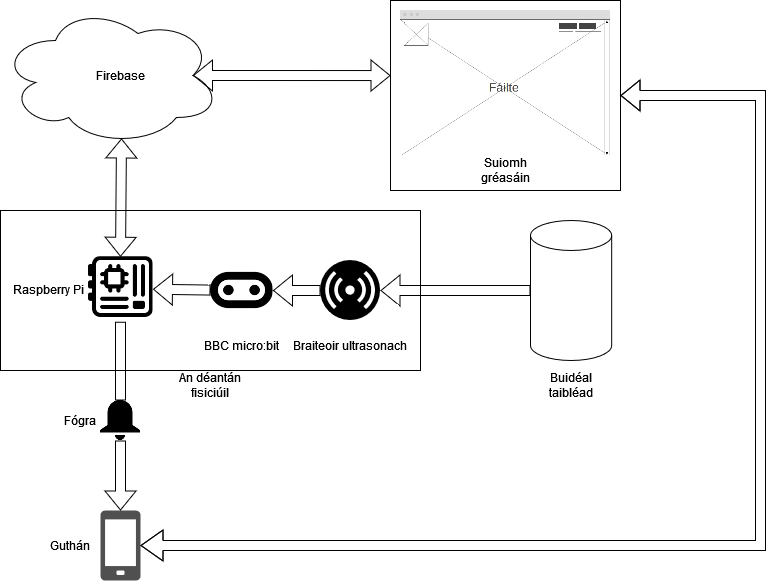 Firebase
Fáilte
Suiomh
gréasáin
Raspberry Pi
BBC micro:bit
Braiteoir ultrasonach
An déantán
fisiciúil
Buidéal
taibléad
Fógra
Guthán